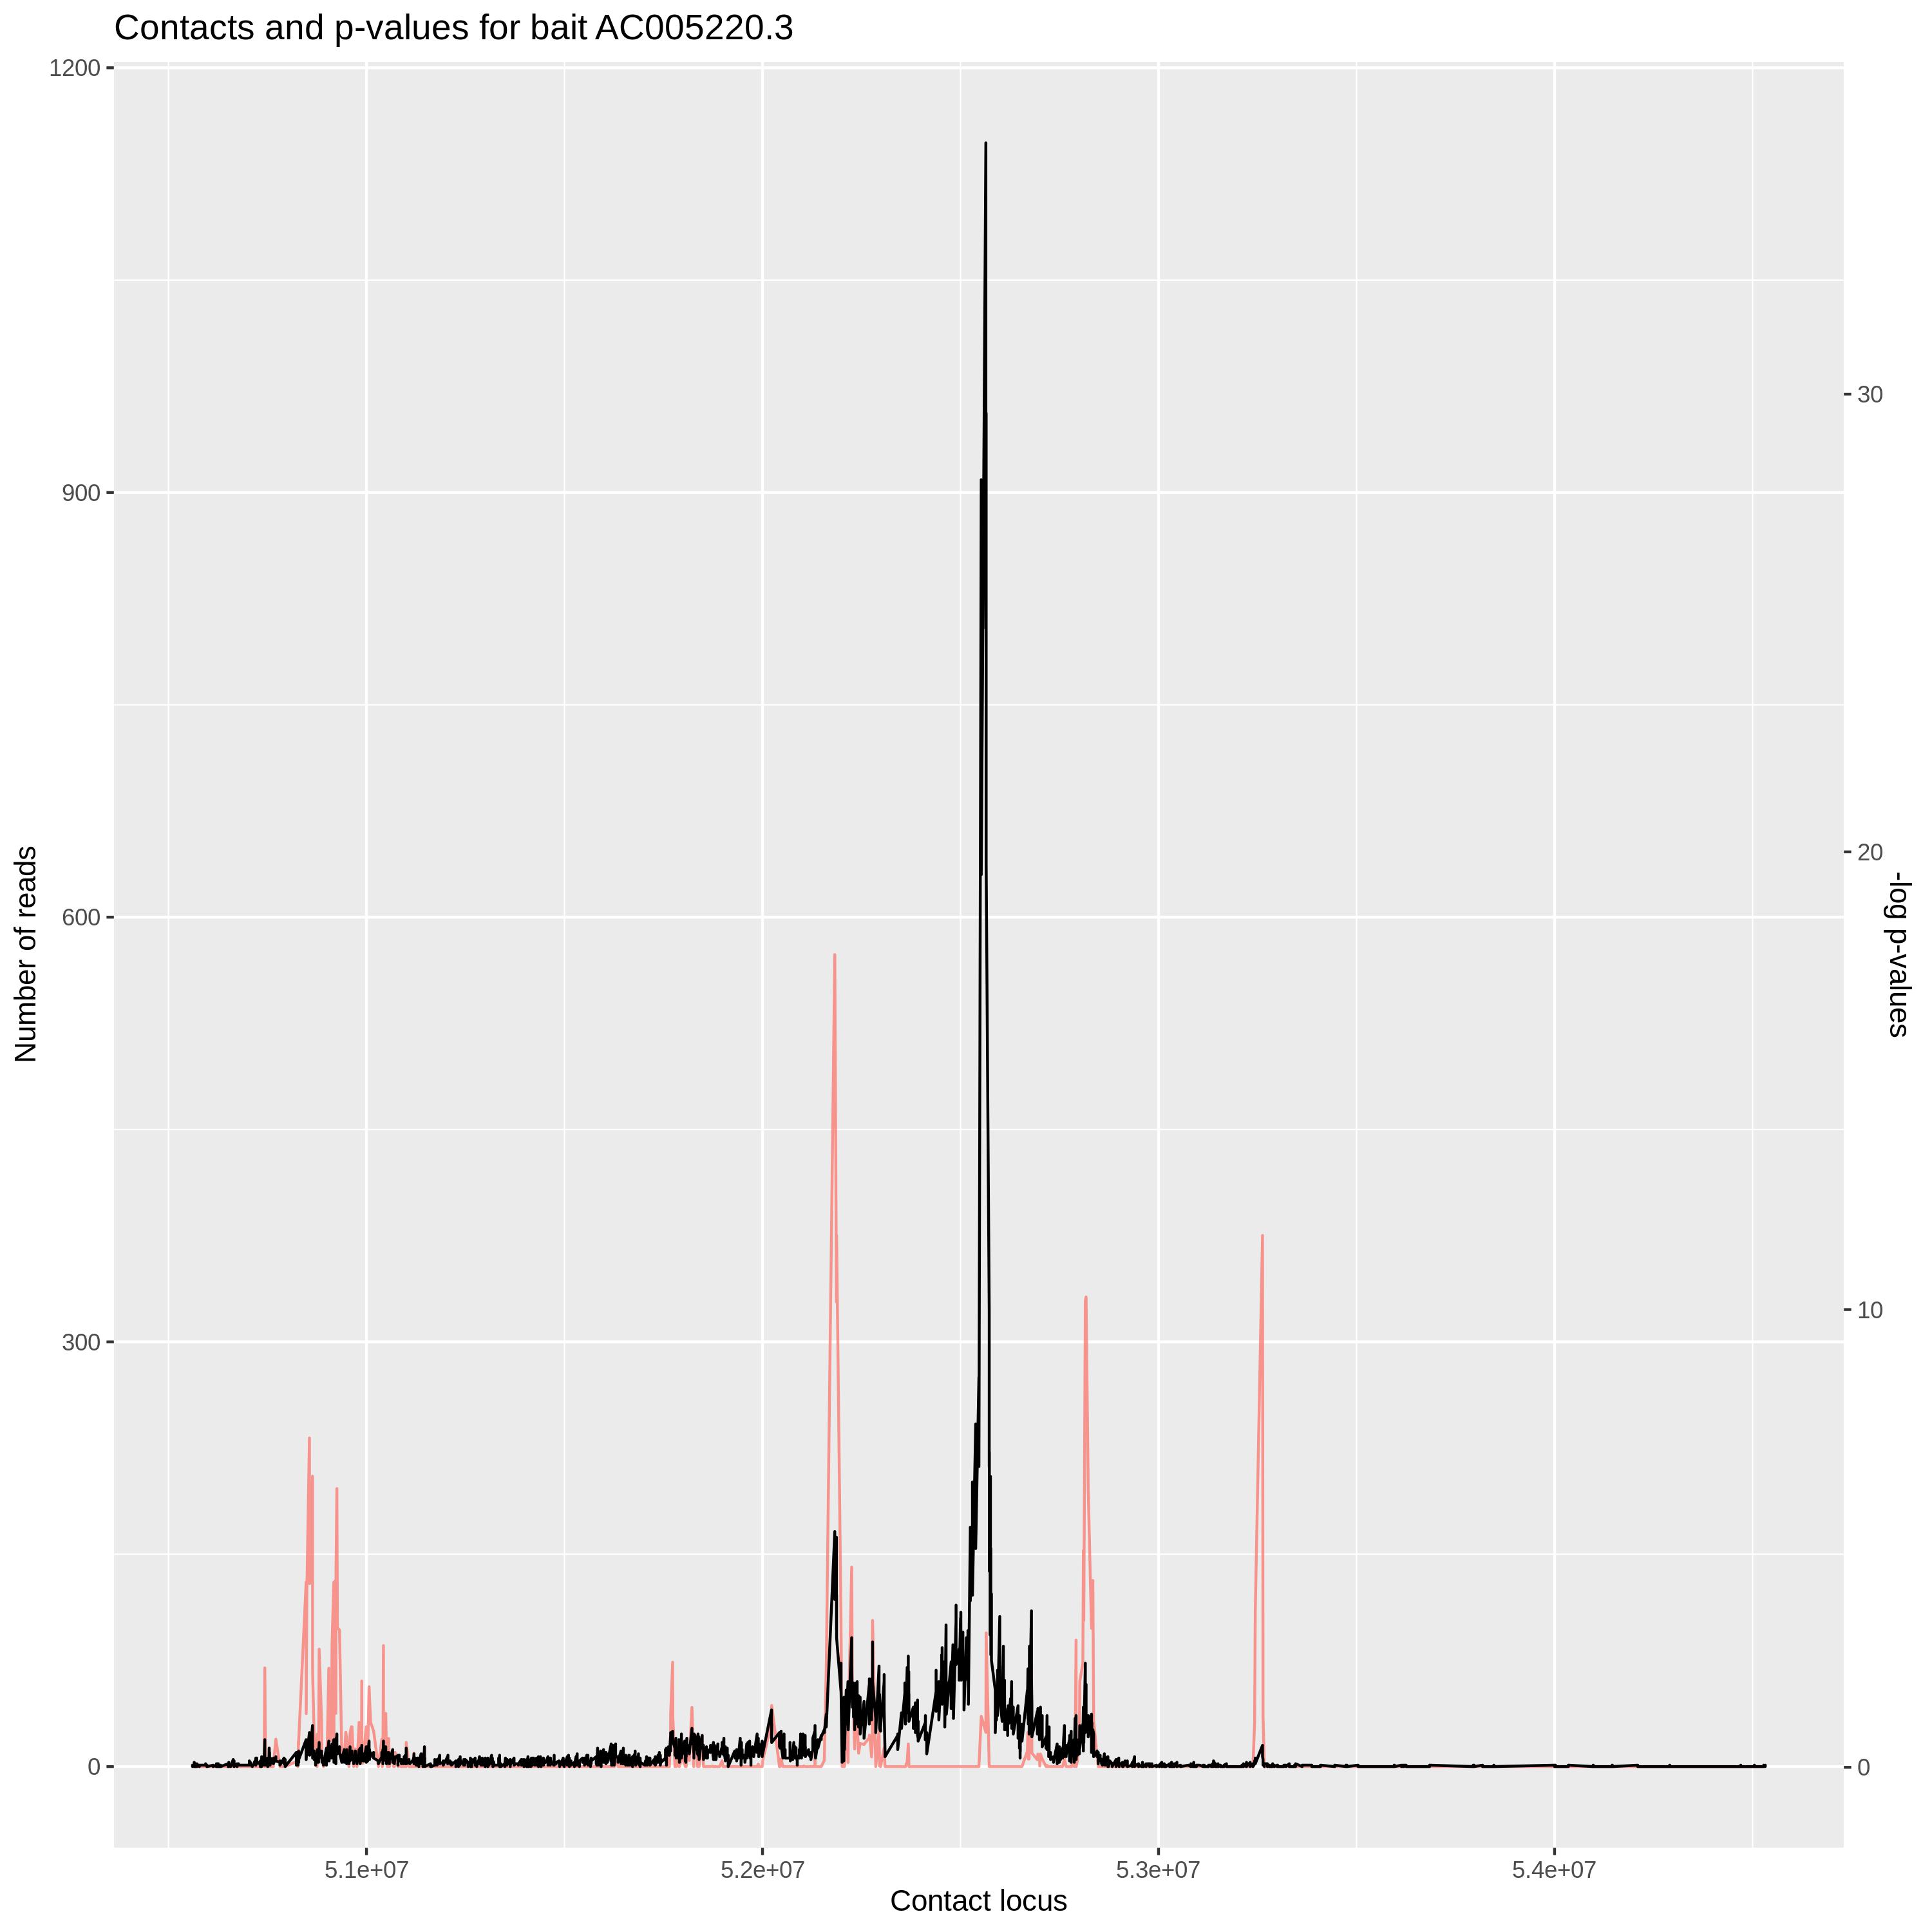 Contacts and p-values for bait AC005220.3
1200
900
600
300
0
Number of reads
30
20
10
0
-log p-values
5.1e+07
5.2e+07
5.3e+07
5.4e+07
Contact locus